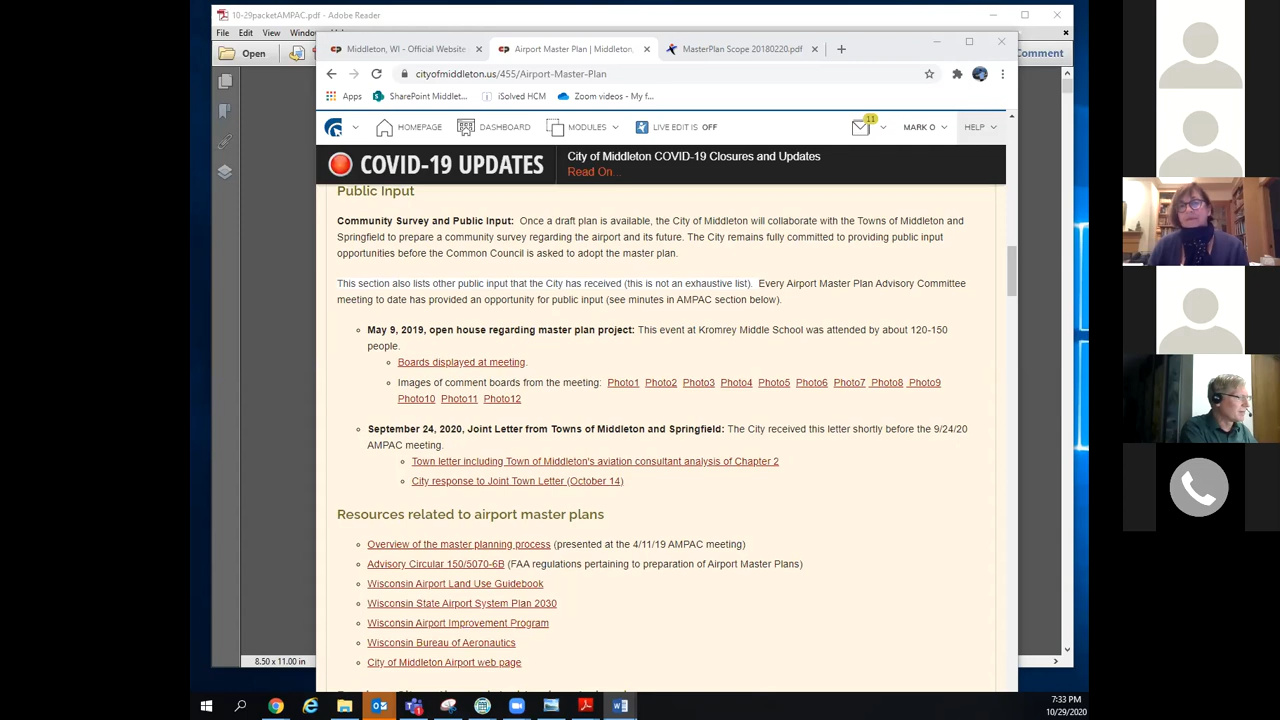 10-29packetAMPAC.pdf - Adobe Reader
File Edit View Window
Open
Comment
Middleton, WI - Official Website
Airport Master Plan | Middleton,
MasterPlan Scope 20180220.pdf
cityofmiddleton.us/455/Airport-Master-Plan
Apps SharePoint Middlet... iSolved HCM Zoom videos - My f...
HOMEPAGE DASHBOARD MODULES LIVE EDIT IS OFF 11 MARK O HELP
COVID-19 UPDATES
City of Middleton COVID-19 Closures and Updates
Read On...
Public Input
Community Survey and Public Input: Once a draft plan is available, the City of Middleton will collaborate with the Towns of Middleton and
Springfield to prepare a community survey regarding the airport and its future. The City remains fully committed to providing public input
opportunities before the Common Council is asked to adopt the master plan.
This section also lists other public input that the City has received (this is not an exhaustive list). Every Airport Master Plan Advisory Committee
meeting to date has provided an opportunity for public input (see minutes in AMPAC section below).
May 9, 2019, open house regarding master plan project: This event at Kromrey Middle School was attended by about 120-150
people.
Boards displayed at meeting.
Images of comment boards from the meeting: Photo1 Photo2 Photo3 Photo4 Photo5 Photo6 Photo7 Photo8 Photo9
Photo10 Photo11 Photo12
September 24, 2020, Joint Letter from Towns of Middleton and Springfield: The City received this letter shortly before the 9/24/20
AMPAC meeting.
Town letter including Town of Middleton's aviation consultant analysis of Chapter 2
City response to Joint Town Letter (October 14)
Resources related to airport master plans
Overview of the master planning process (presented at the 4/11/19 AMPAC meeting)
Advisory Circular 150/5070-6B (FAA regulations pertaining to preparation of Airport Master Plans)
Wisconsin Airport Land Use Guidebook
Wisconsin State Airport System Plan 2030
Wisconsin Airport Improvement Program
Wisconsin Bureau of Aeronautics
City of Middleton Airport web page
8.50 x 11.00 in
7:33 PM
10/29/2020